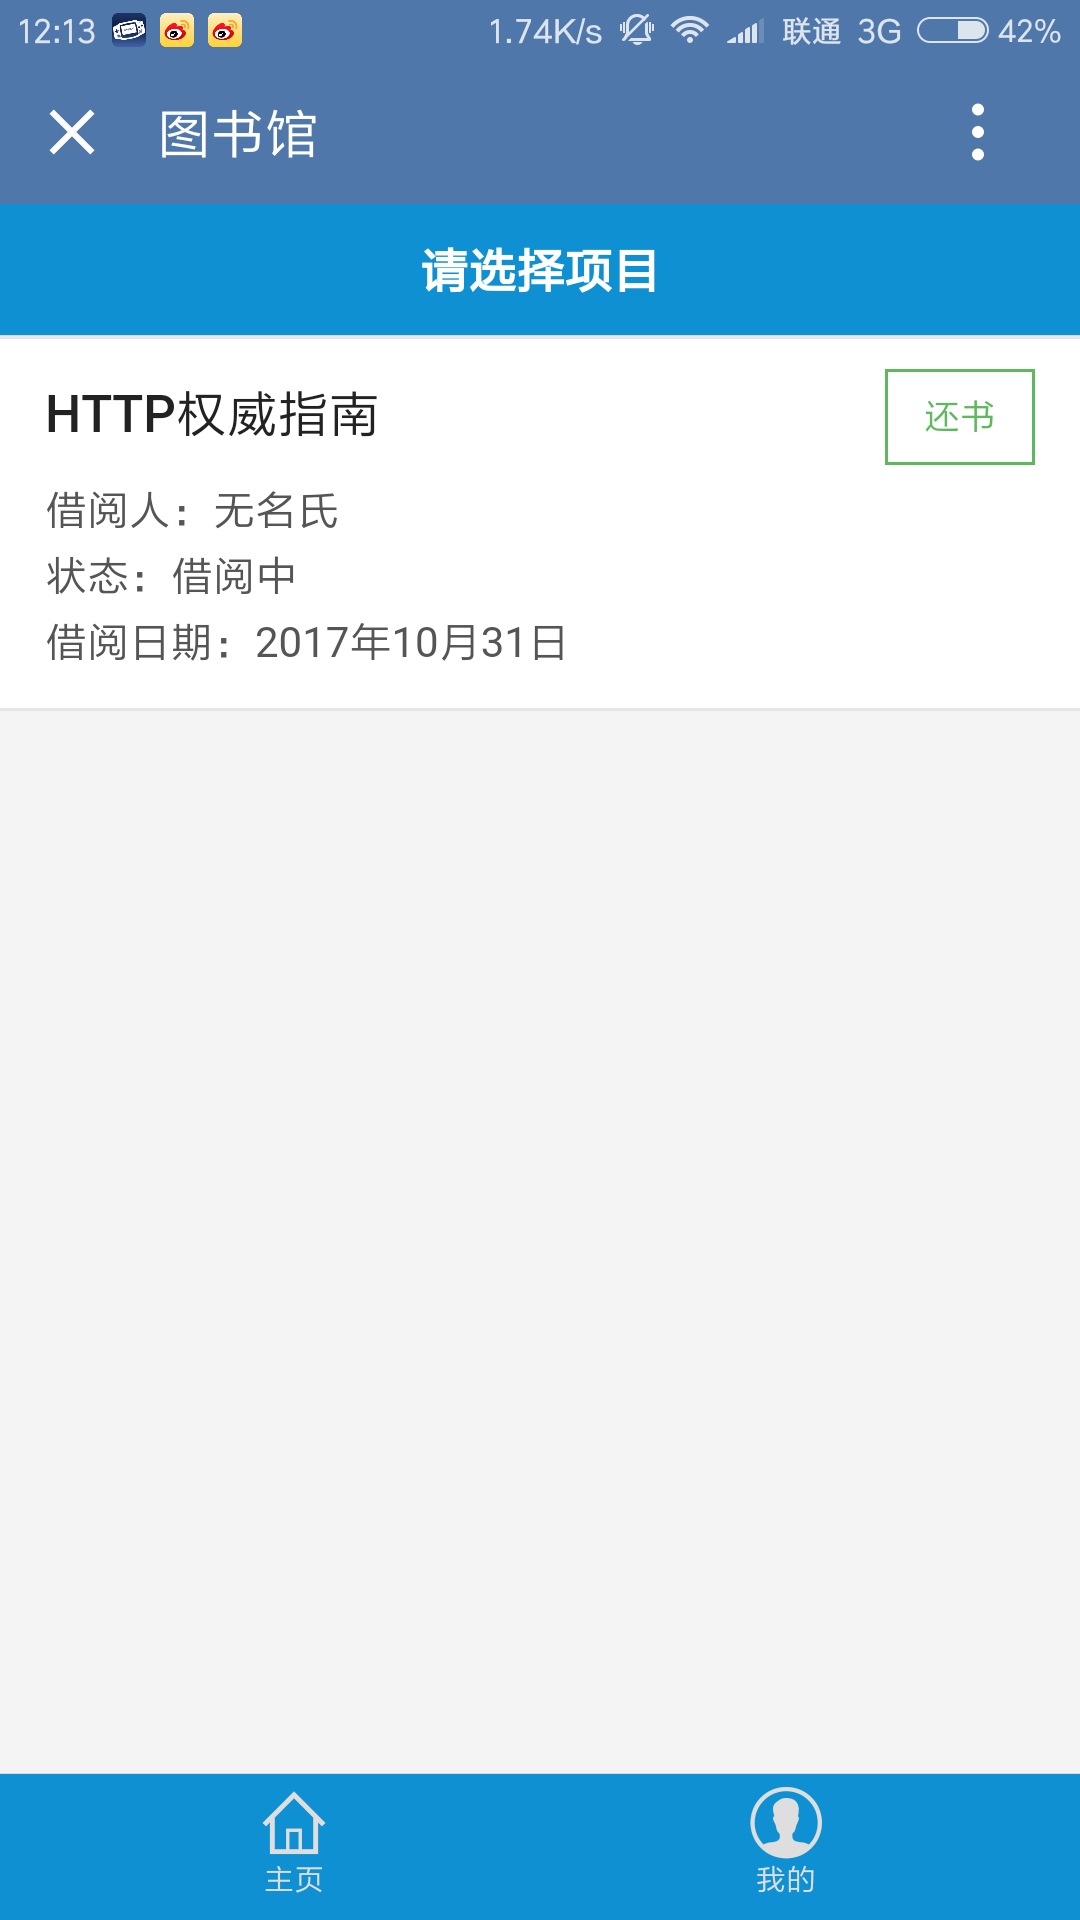 12:13 1.74K/s 联通 3G 42%
图书馆
请选择项目
HTTP权威指南
还书
借阅人：无名氏
状态：借阅中
借阅日期：2017年10月31日
主页 我的